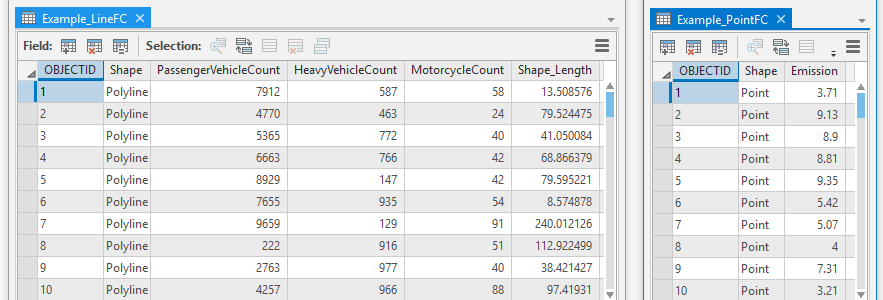 Example_LineFC
Field: Selection:
OBJECTID Shape PassengerVehicleCount HeavyVehicleCount MotorcycleCount Shape_Length
1 Polyline 7912 587 58 13.508576
2 Polyline 4770 463 24 79.524475
3 Polyline 5365 772 40 41.050084
4 Polyline 6663 766 42 68.866379
5 Polyline 8929 147 42 79.595221
6 Polyline 7655 935 54 8.574878
7 Polyline 9659 129 91 240.012126
8 Polyline 222 916 51 112.922499
9 Polyline 2763 977 40 38.421427
10 Polyline 4257 966 88 97.41931
Example_PointFC
OBJECTID Shape Emission
1 Point 3.71
2 Point 9.13
3 Point 8.9
4 Point 8.81
5 Point 9.35
6 Point 5.42
7 Point 5.07
8 Point 4
9 Point 7.31
10 Point 3.21